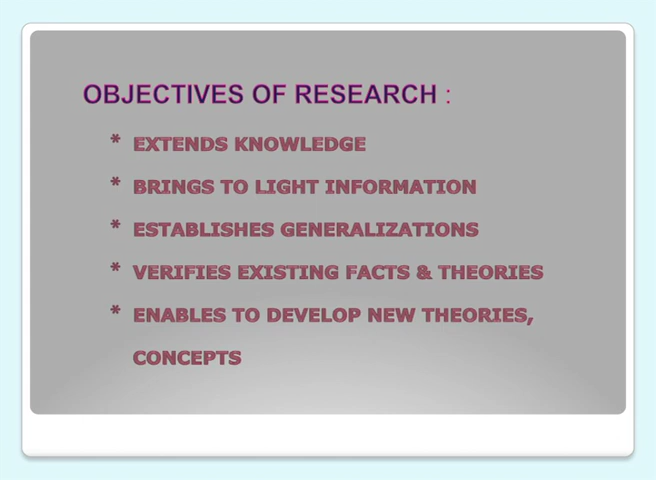 OBJECTIVES OF RESEARCH :
* EXTENDS KNOWLEDGE
* BRINGS TO LIGHT INFORMATION
* ESTABLISHES GENERALIZATIONS
* VERIFIES EXISTING FACTS & THEORIES
* ENABLES TO DEVELOP NEW THEORIES,
CONCEPTS